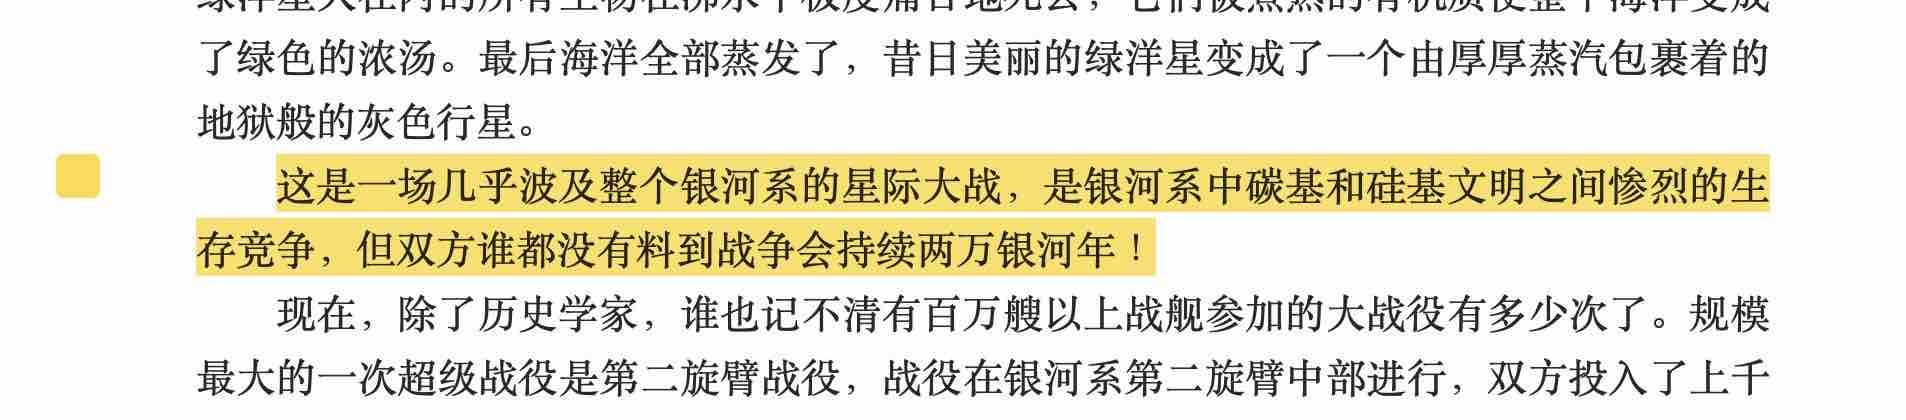 了绿色的浓汤。最后海洋全部蒸发了，昔日美丽的绿洋星变成了一个由厚厚蒸汽包裹着的
地狱般的灰色行星。
这是一场几乎波及整个银河系的星际大战，是银河系中碳基和硅基文明之间惨烈的生
存竞争，但双方谁都没有料到战争会持续两万银河年！
现在，除了历史学家，谁也记不清有百万艘以上战舰参加的大战役有多少次了。规模
最大的一次超级战役是第二旋臂战役，战役在银河系第二旋臂中部进行，双方投入了上千